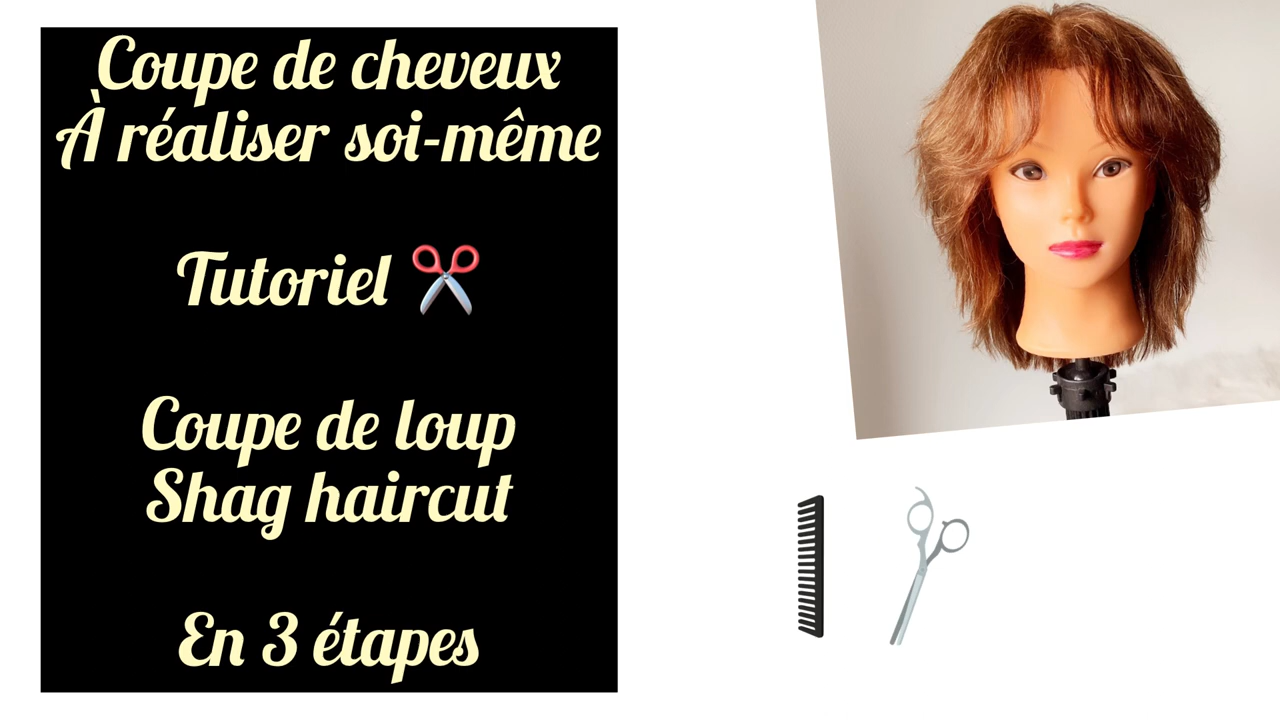 Coupe de cheveux
À réaliser soi-même
Tutoriel ✂️
Coupe de loup
Shag haircut
En 3 étapes